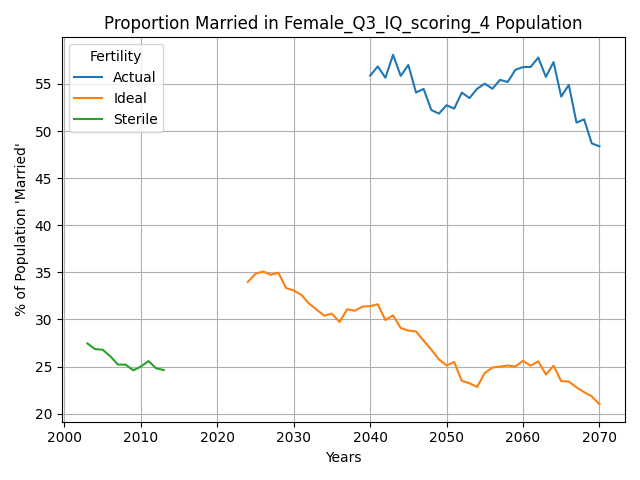 Proportion Married in Female_Q3_IQ_scoring_4 Population
Fertility
Actual
Ideal
Sterile
% of Population 'Married'
55
50
45
40
35
30
25
20
2000 2010 2020 2030 2040 2050 2060 2070
Years